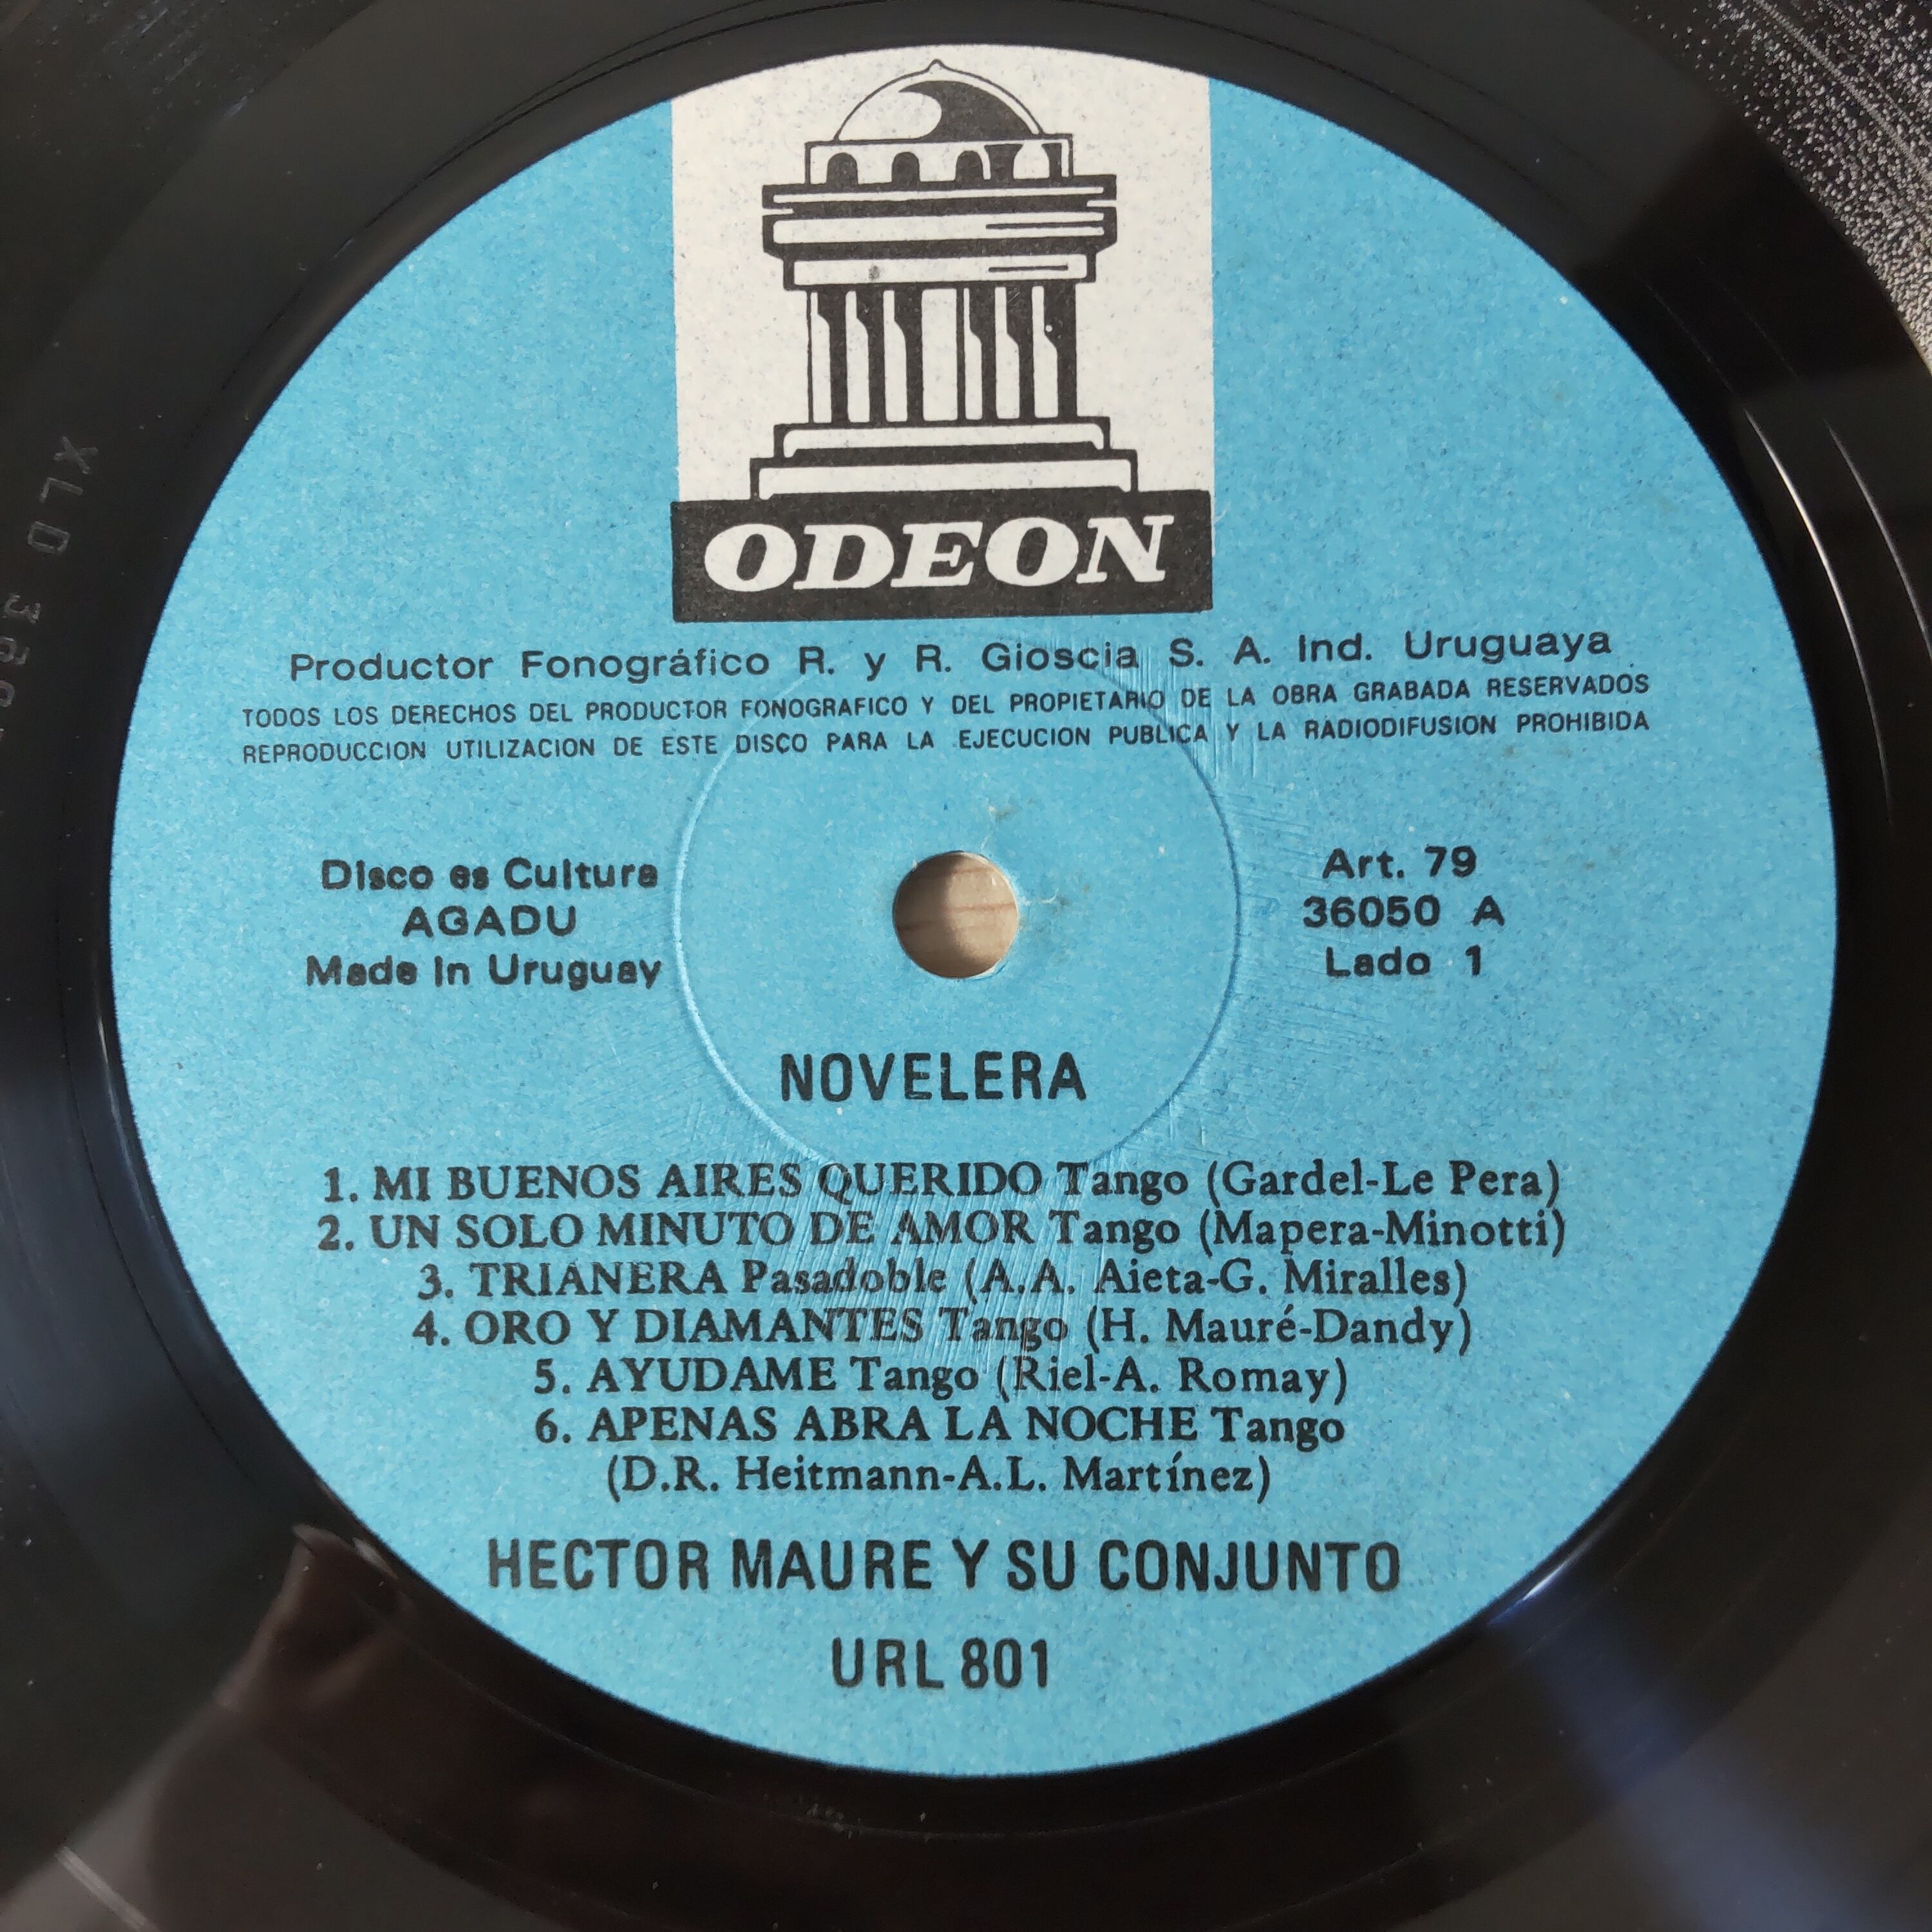 ODEON
Productor Fonográfico R. y R. Gioscia S. A. Ind. Uruguaya
TODOS LOS DERECHOS DEL PRODUCTOR FONOGRAFICO Y DEL PROPIETARIO DE LA OBRA GRABADA RESERVADOS
REPRODUCCION UTILIZACION DE ESTE DISCO PARA LA EJECUCION PUBLICA Y LA RADIODIFUSION PROHIBIDA
Disco es Cultura
AGADU
Made In Uruguay
Art. 79
36050 A
Lado 1
NOVELERA
1. MI BUENOS AIRES QUERIDO Tango (Gardel-Le Pera)
2. UN SOLO MINUTO DE AMOR Tango (Mapera-Minotti)
3. TRIANERA Pasadoble (A.A. Aieta-G. Miralles)
4. ORO Y DIAMANTES Tango (H. Mauré-Dandy)
5. AYUDAME Tango (Riel-A. Romay)
6. APENAS ABRA LA NOCHE Tango
(D.R. Heitmann-A.L. Martínez)
HECTOR MAURE Y SU CONJUNTO
URL 801
XLD